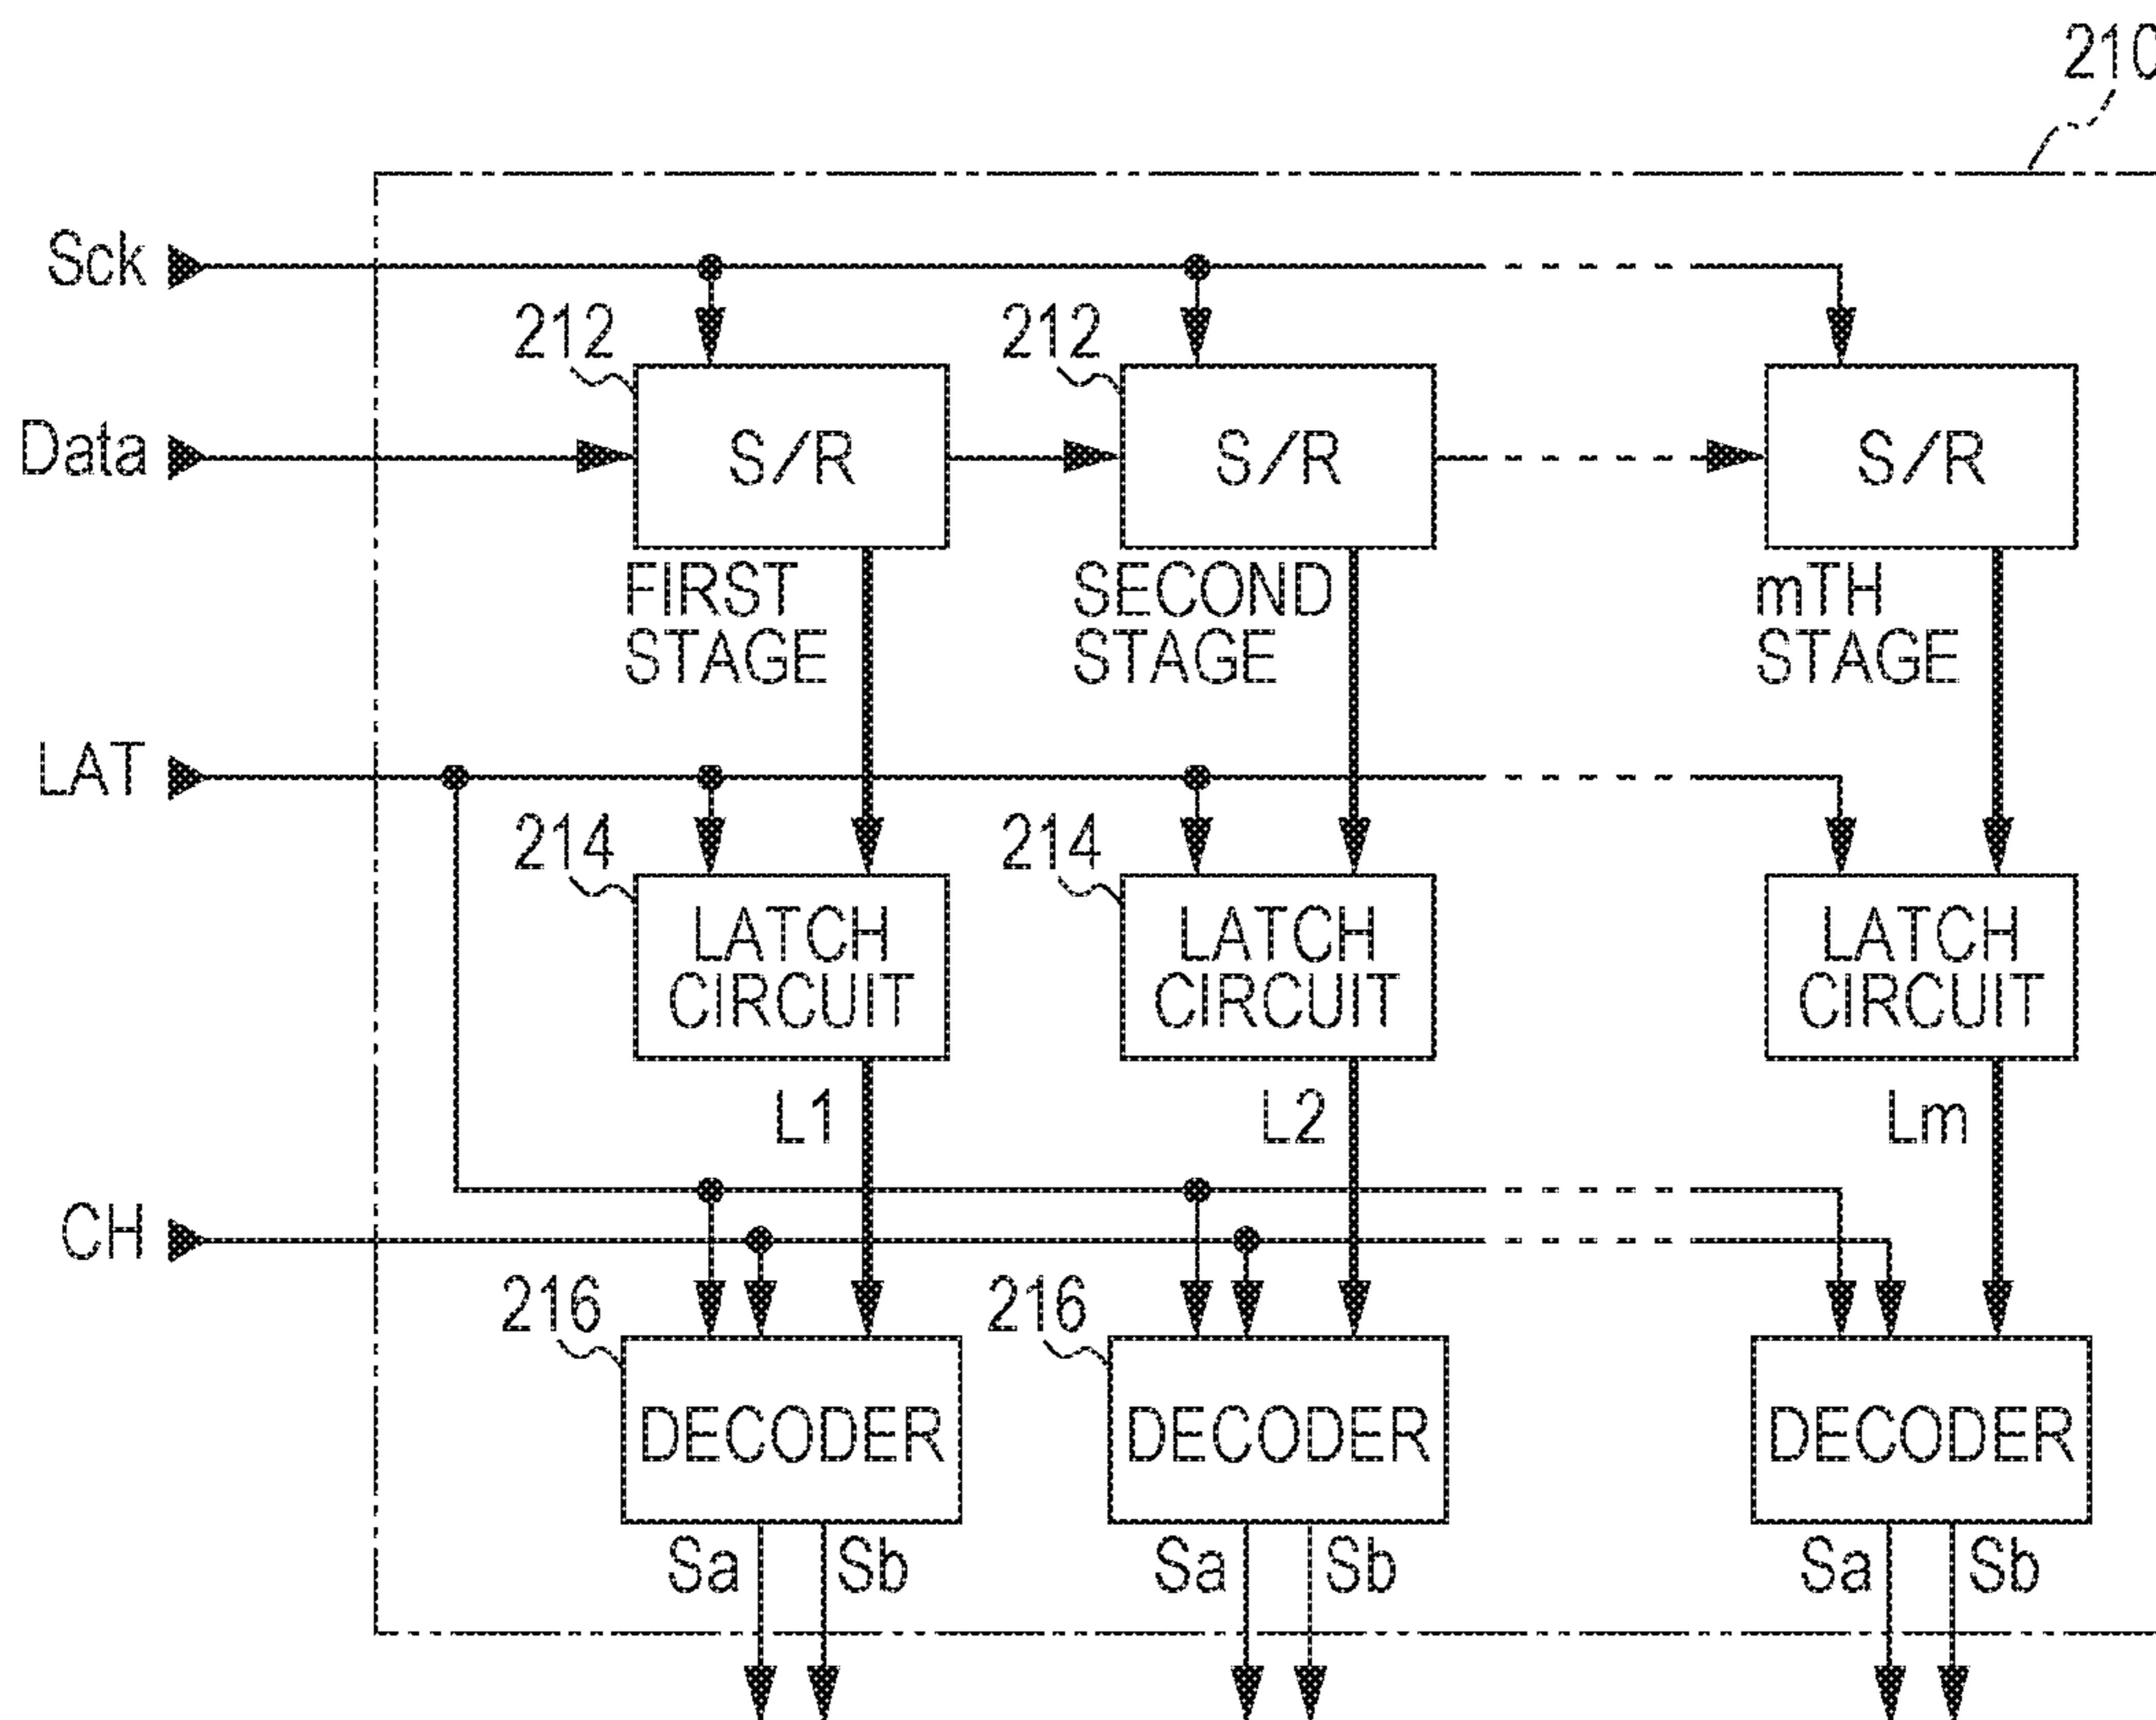 210
Sck
212
212
Data
S/R
S/R
S/R
FIRST
STAGE
SECOND
STAGE
mTH
STAGE
LAT
214
214
LATCH
CIRCUIT
LATCH
CIRCUIT
LATCH
CIRCUIT
L1
L2
Lm
CH
216
216
DECODER
DECODER
DECODER
Sa
Sb
Sa
Sb
Sa
Sb